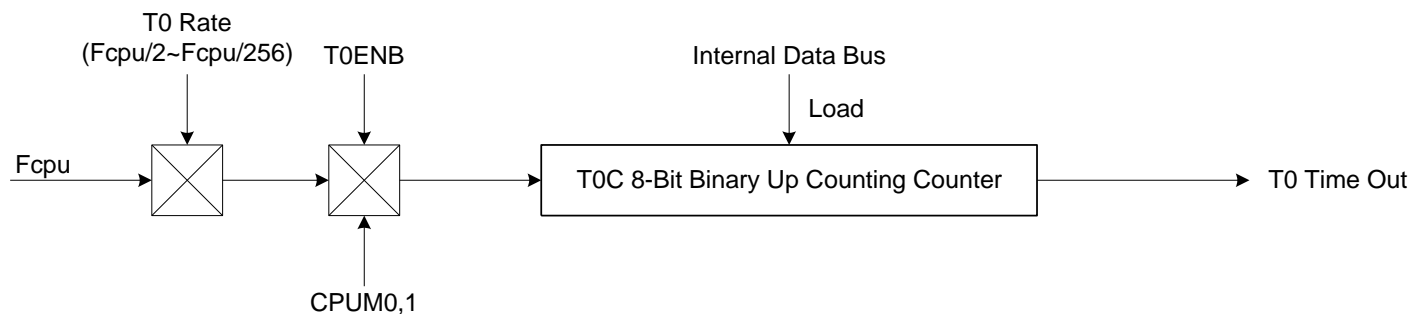 T0 Rate
(Fcpu/2~Fcpu/256)
T0ENB
Internal Data Bus
Load
Fcpu
T0C 8-Bit Binary Up Counting Counter
T0 Time Out
CPUM0,1